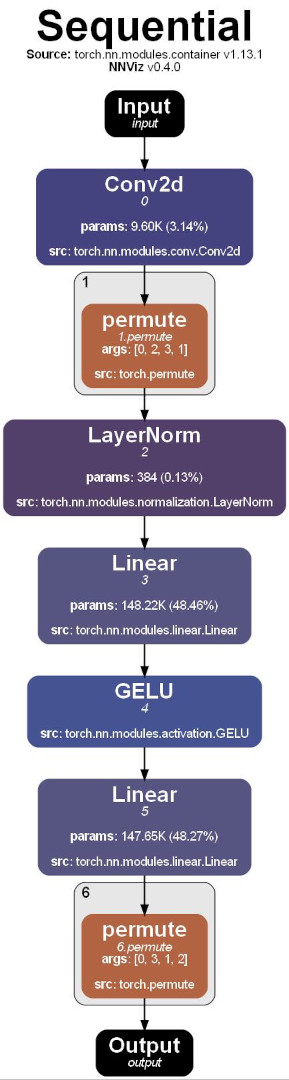 Sequential
Source: torch.nn.modules.container v1.13.1
NNViz v0.4.0
Input
input
Conv2d
0
params: 9.60K (3.14%)
src: torch.nn.modules.conv.Conv2d
1
permute
1.permute
args: [0, 2, 3, 1]
src: torch.permute
LayerNorm
2
params: 384 (0.13%)
src: torch.nn.modules.normalization.LayerNorm
Linear
3
params: 148.22K (48.46%)
src: torch.nn.modules.linear.Linear
GELU
4
src: torch.nn.modules.activation.GELU
Linear
5
params: 147.65K (48.27%)
src: torch.nn.modules.linear.Linear
6
permute
6.permute
args: [0, 3, 1, 2]
src: torch.permute
Output
output